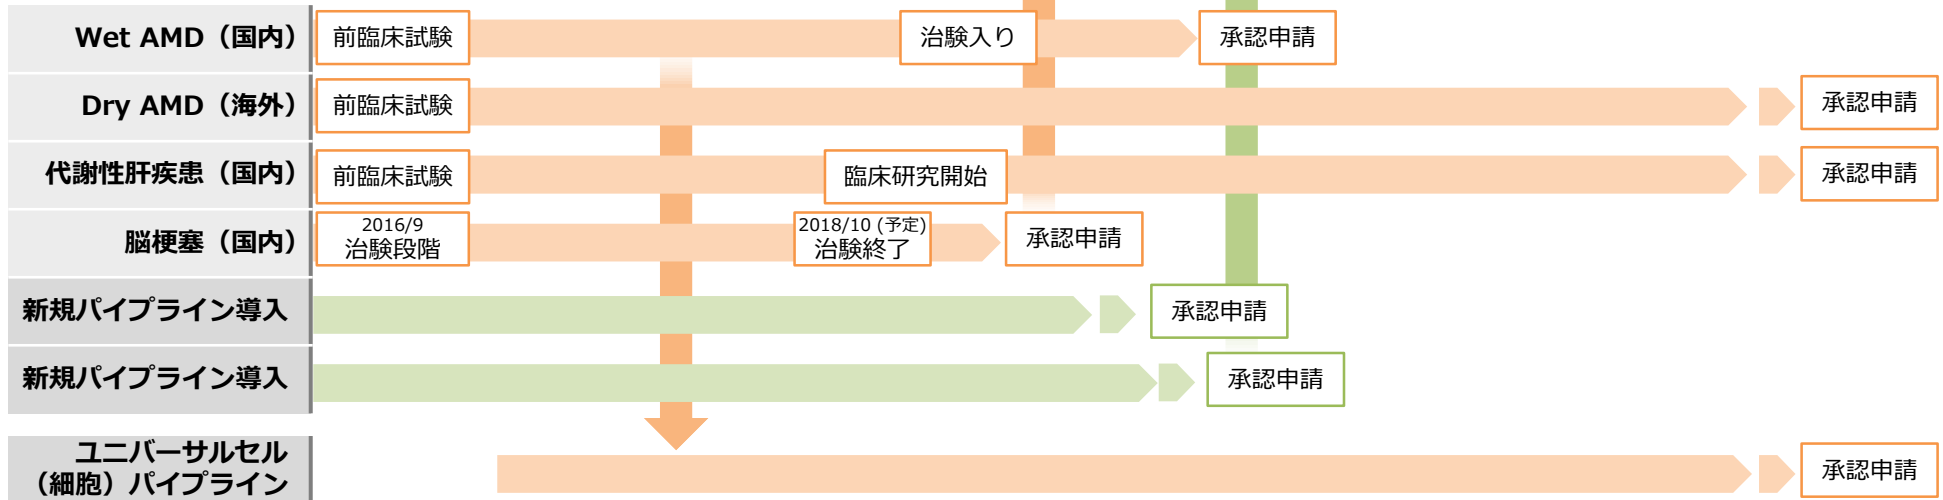 Wet AMD（国内）
前臨床試験
治験入り
承認申請
Dry AMD（海外）
前臨床試験
承認申請
代謝性肝疾患（国内）
前臨床試験
臨床研究開始
承認申請
脳梗塞（国内）
2016/9
治験段階
2018/10 (予定)
治験終了
承認申請
新規パイプライン導入
承認申請
新規パイプライン導入
承認申請
ユニバーサルセル
（細胞）パイプライン
承認申請